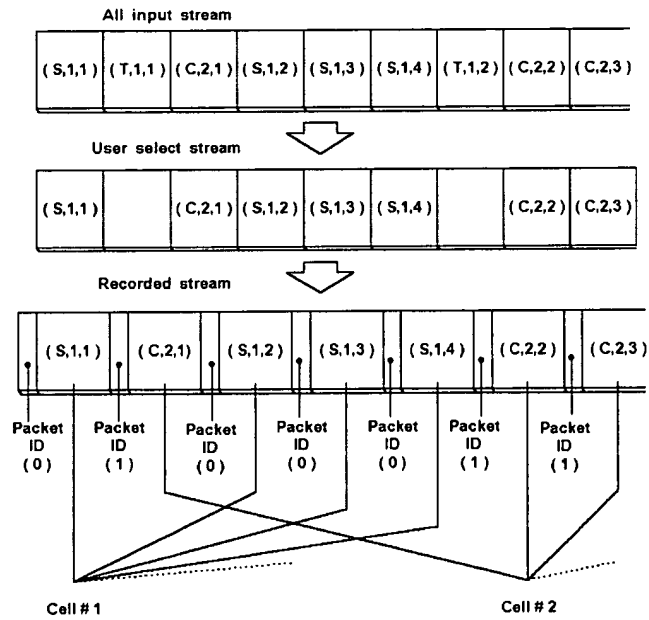 All input stream
(S,1,1) (T,1,1) (C,2,1) (S,1,2) (S,1,3) (S,1,4) (T,1,2) (C,2,2) (C,2,3)
User select stream
(S,1,1) (C,2,1) (S,1,2) (S,1,3) (S,1,4) (C,2,2) (C,2,3)
Recorded stream
(S,1,1) (C,2,1) (S,1,2) (S,1,3) (S,1,4) (C,2,2) (C,2,3)
Packet Packet Packet Packet Packet Packet Packet
ID ID ID ID ID ID ID
(0) (1) (0) (0) (0) (1) (1)
Cell # 1 Cell # 2